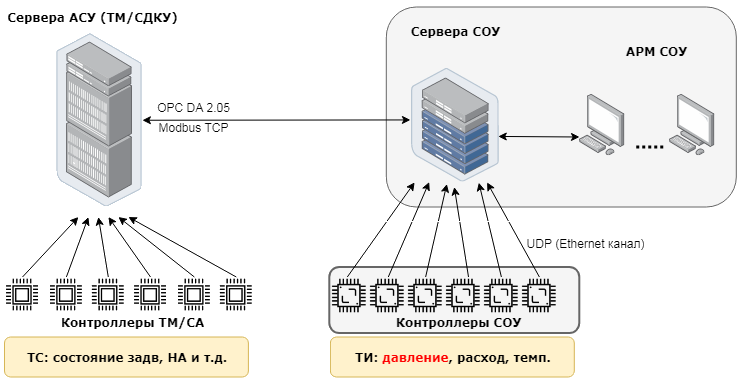 Сервера АСУ (ТМ/СДКУ)
Сервера СОУ
АРМ СОУ
OPC DA 2.05
Modbus TCP
.....
UDP (Ethernet канал)
Контроллеры ТМ/СА
Контроллеры СОУ
ТС: состояние задв, НА и т.д.
ТИ: давление, расход, темп.